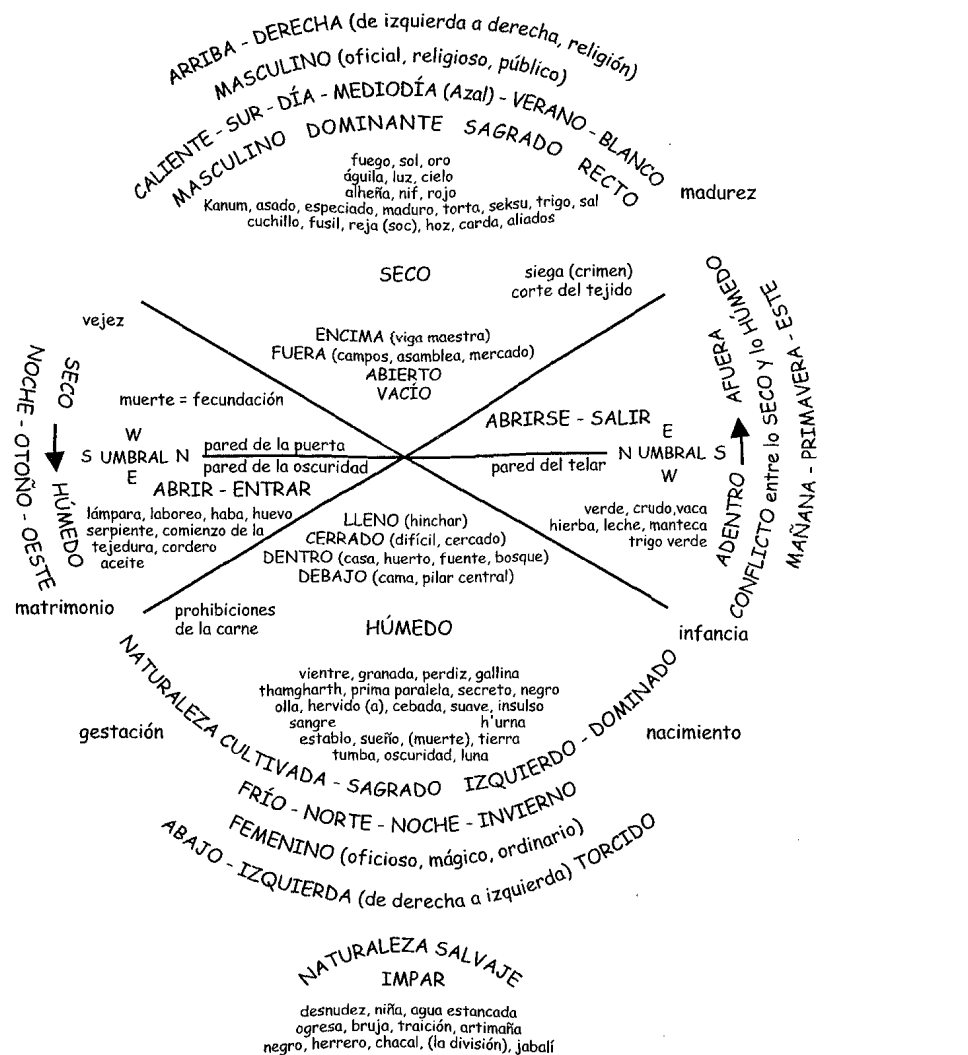 ARRIBA - DERECHA (de izquierda a derecha, religión)
MASCULINO (oficial, religioso, público)
CALIENTE - SUR - DÍA - MEDIODÍA (Azal) - VERANO - BLANCO
MASCULINO DOMINANTE SAGRADO RECTO
fuego, sol, oro
águila, luz, cielo
alheña, nif, rojo
Kanum, asado, especiado, maduro, torta, seksu, trigo, sal
cuchillo, fusil, reja (soc), hoz, carda, aliados
madurez
SECO
siega (crimen)
corte del tejido
vejez
ENCIMA (viga maestra)
FUERA (campos, asamblea, mercado)
ABIERTO
VACÍO
muerte = fecundación
NOCHE - OTOÑO - OESTE
SECO → HÚMEDO
W
S UMBRAL N
E
pared de la puerta
pared de la oscuridad
ABRIR - ENTRAR
lámpara, laboreo, haba, huevo
serpiente, comienzo de la
tejedura, cordero
aceite
ABRIRSE - SALIR
pared del telar
E
N UMBRAL S
W
verde, crudo,vaca
hierba, leche, manteca
trigo verde
ADENTRO → AFUERA
CONFLICTO entre lo SECO y lo HÚMEDO
MAÑANA - PRIMAVERA - ESTE
LLENO (hinchar)
CERRADO (difícil, cercado)
DENTRO (casa, huerto, fuente, bosque)
DEBAJO (cama, pilar central)
matrimonio
prohibiciones
de la carne
HÚMEDO
infancia
vientre, granada, perdiz, gallina
thamgharth, prima paralela, secreto, negro
olla, hervido (a), cebada, suave, insulso
sangre h'urna
establo, sueño, (muerte), tierra
tumba, oscuridad, luna
gestación
nacimiento
NATURALEZA CULTIVADA - SAGRADO IZQUIERDO - DOMINADO
FRÍO - NORTE - NOCHE - INVIERNO
FEMENINO (oficioso, mágico, ordinario)
ABAJO - IZQUIERDA (de derecha a izquierda) TORCIDO
NATURALEZA SALVAJE
IMPAR
desnudez, niña, agua estancada
ogresa, bruja, traición, artimaña
negro, herrero, chacal, (la división), jabalí